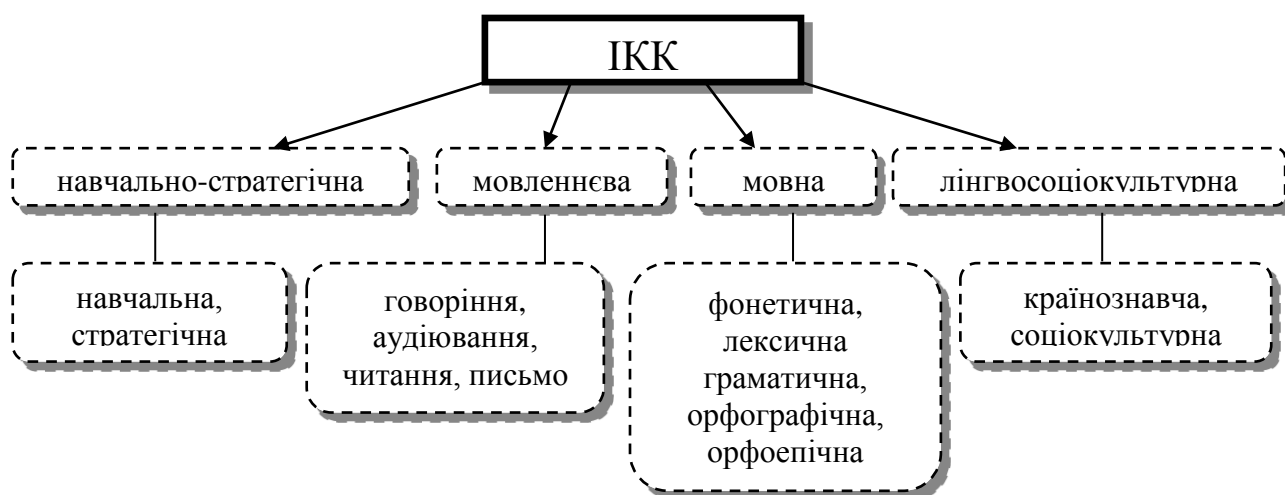 ІКК
навчально-стратегічна
мовленнєва
мовна
лінгвосоціокультурна
навчальна,
стратегічна
говоріння,
аудіювання,
читання, письмо
фонетична,
лексична
граматична,
орфографічна,
орфоепічна
країнознавча,
соціокультурна